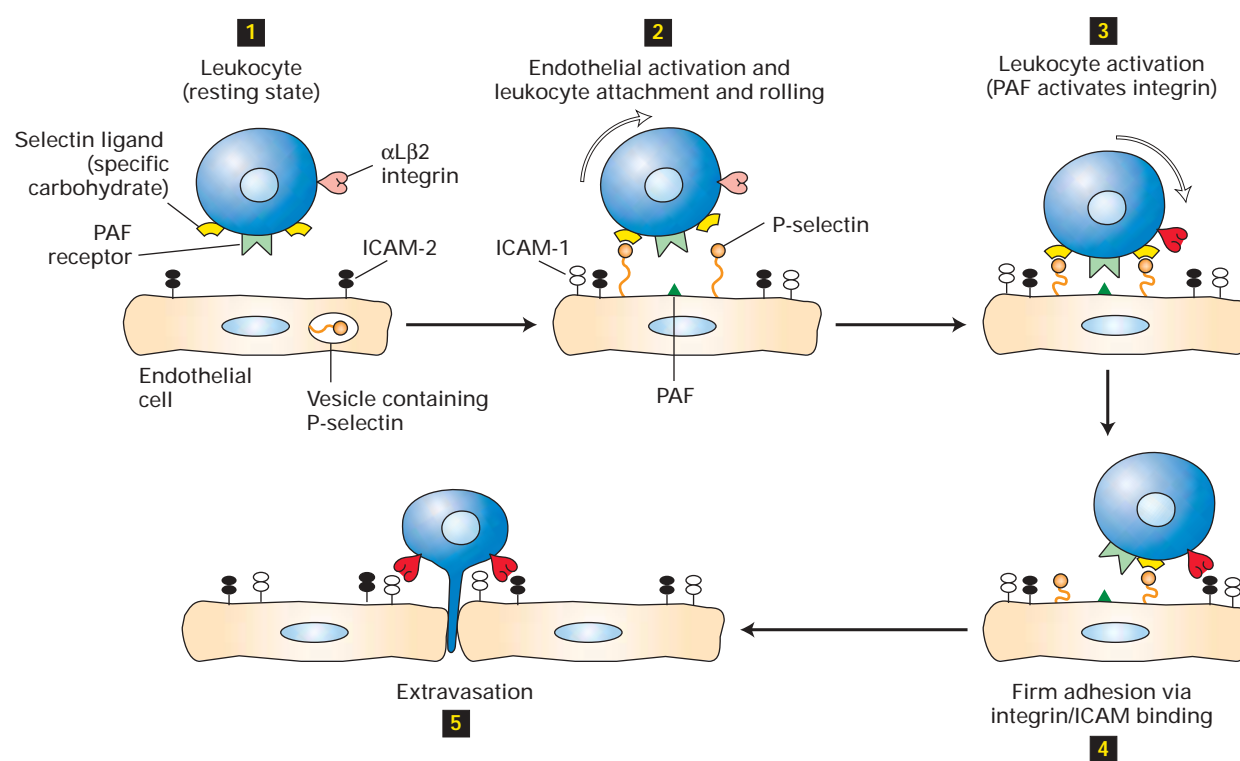 1
Leukocyte
(resting state)
Selectin ligand
(specific
carbohydrate)
αLβ2
integrin
PAF
receptor
ICAM-2
Endothelial
cell
Vesicle containing
P-selectin
2
Endothelial activation and
leukocyte attachment and rolling
ICAM-1
P-selectin
PAF
3
Leukocyte activation
(PAF activates integrin)
Firm adhesion via
integrin/ICAM binding
4
Extravasation
5